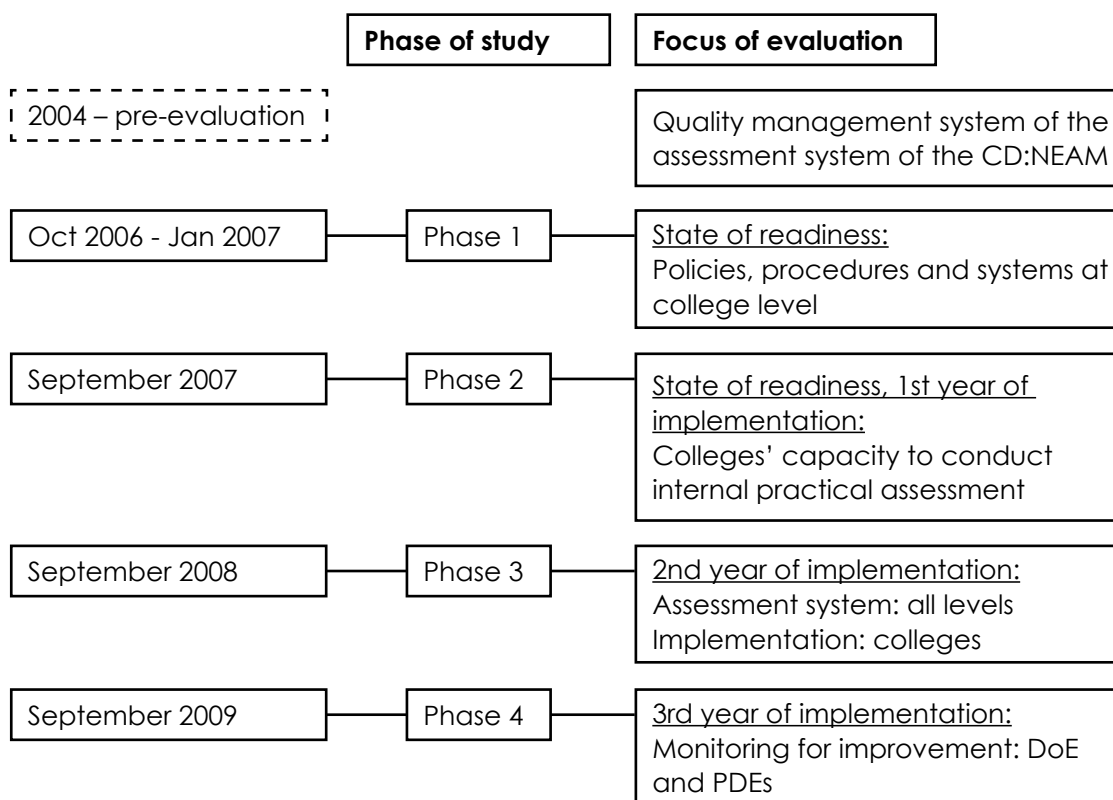 Phase of study
Focus of evaluation
2004 – pre-evaluation
Quality management system of the
assessment system of the CD:NEAM
Oct 2006 - Jan 2007
Phase 1
State of readiness:
Policies, procedures and systems at
college level
September 2007
Phase 2
State of readiness, 1st year of
implementation:
Colleges’ capacity to conduct
internal practical assessment
September 2008
Phase 3
2nd year of implementation:
Assessment system: all levels
Implementation: colleges
September 2009
Phase 4
3rd year of implementation:
Monitoring for improvement: DoE
and PDEs